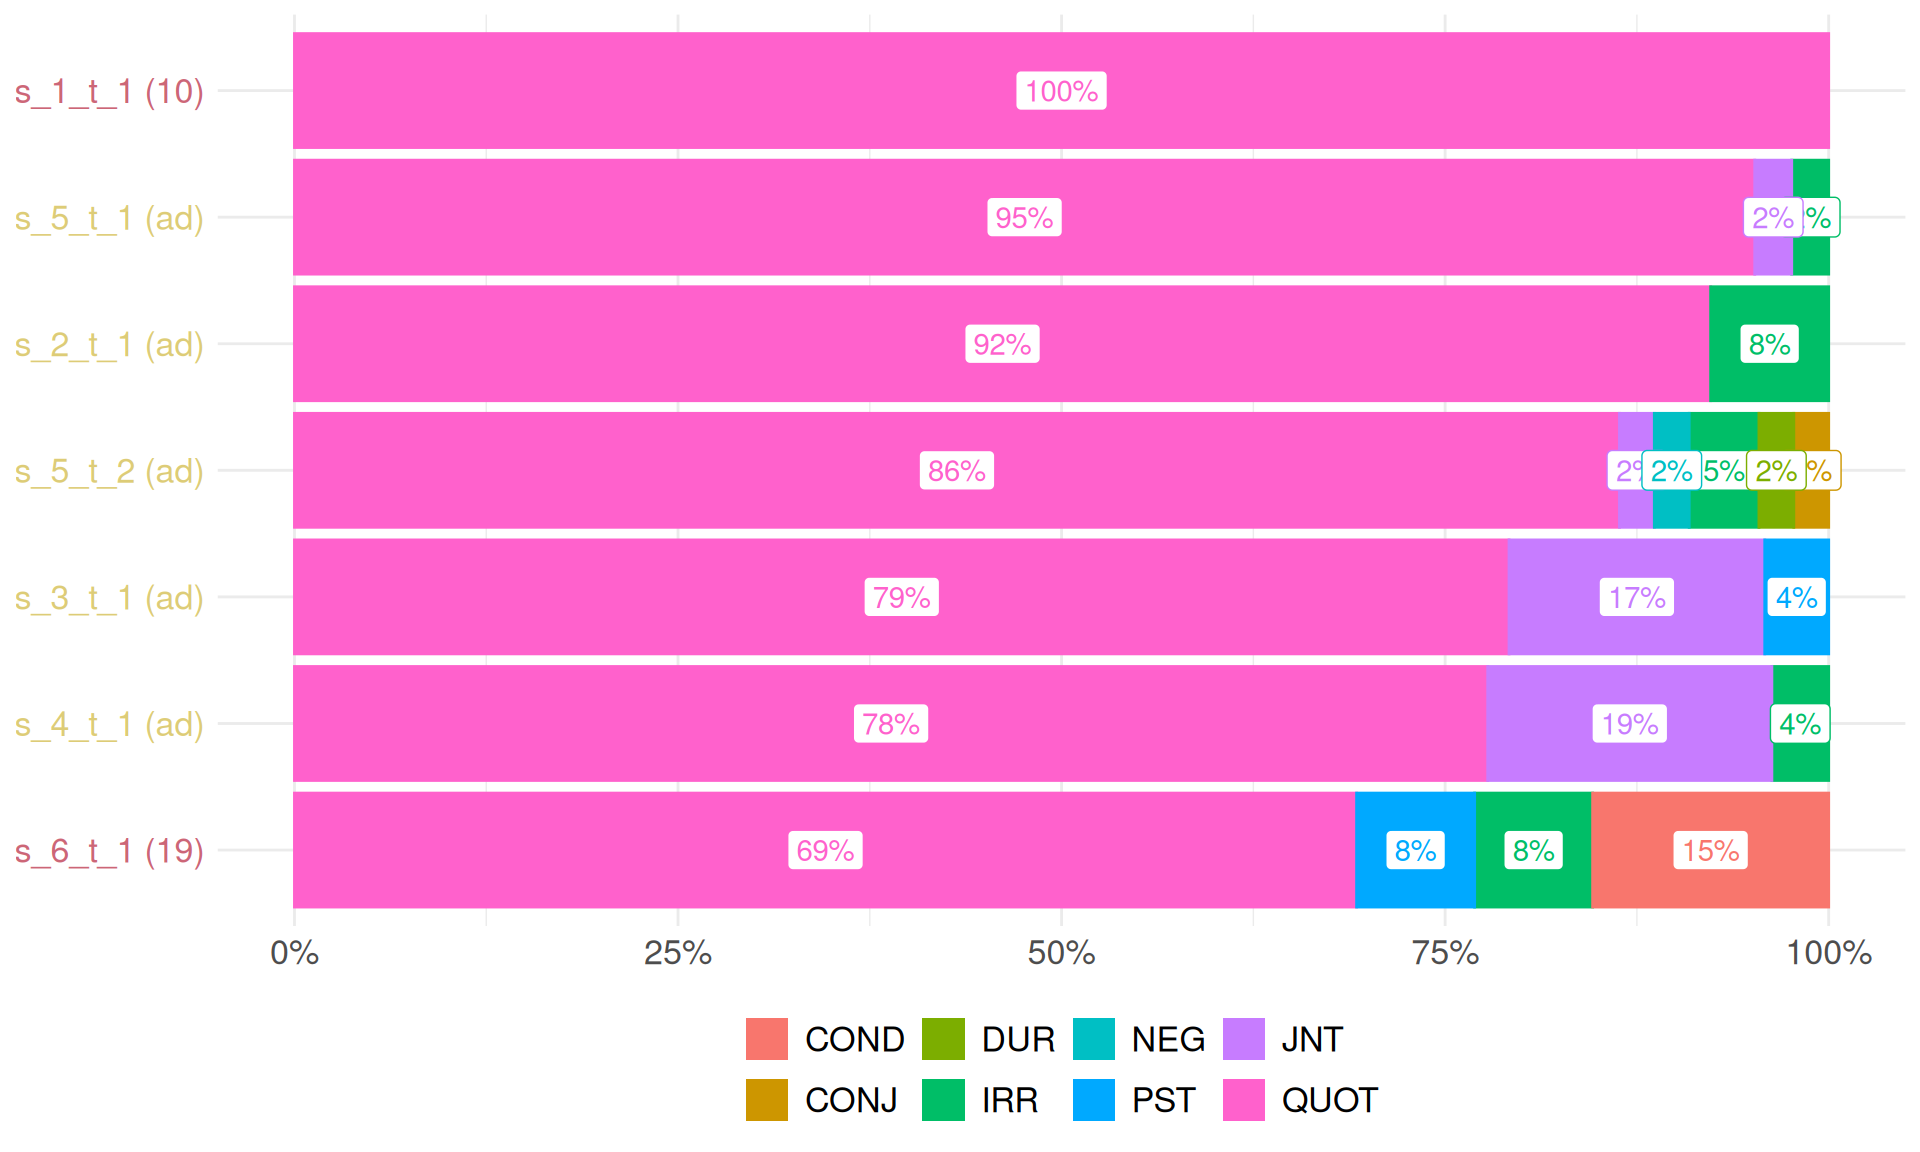 s_1_t_1 (10) 100%
s_5_t_1 (ad) 95% 2% %
s_2_t_1 (ad) 92% 8%
s_5_t_2 (ad) 86% 2% 2% 5% 2% %
s_3_t_1 (ad) 79% 17% 4%
s_4_t_1 (ad) 78% 19% 4%
s_6_t_1 (19) 69% 8% 8% 15%
0% 25% 50% 75% 100%
COND DUR NEG JNT
CONJ IRR PST QUOT